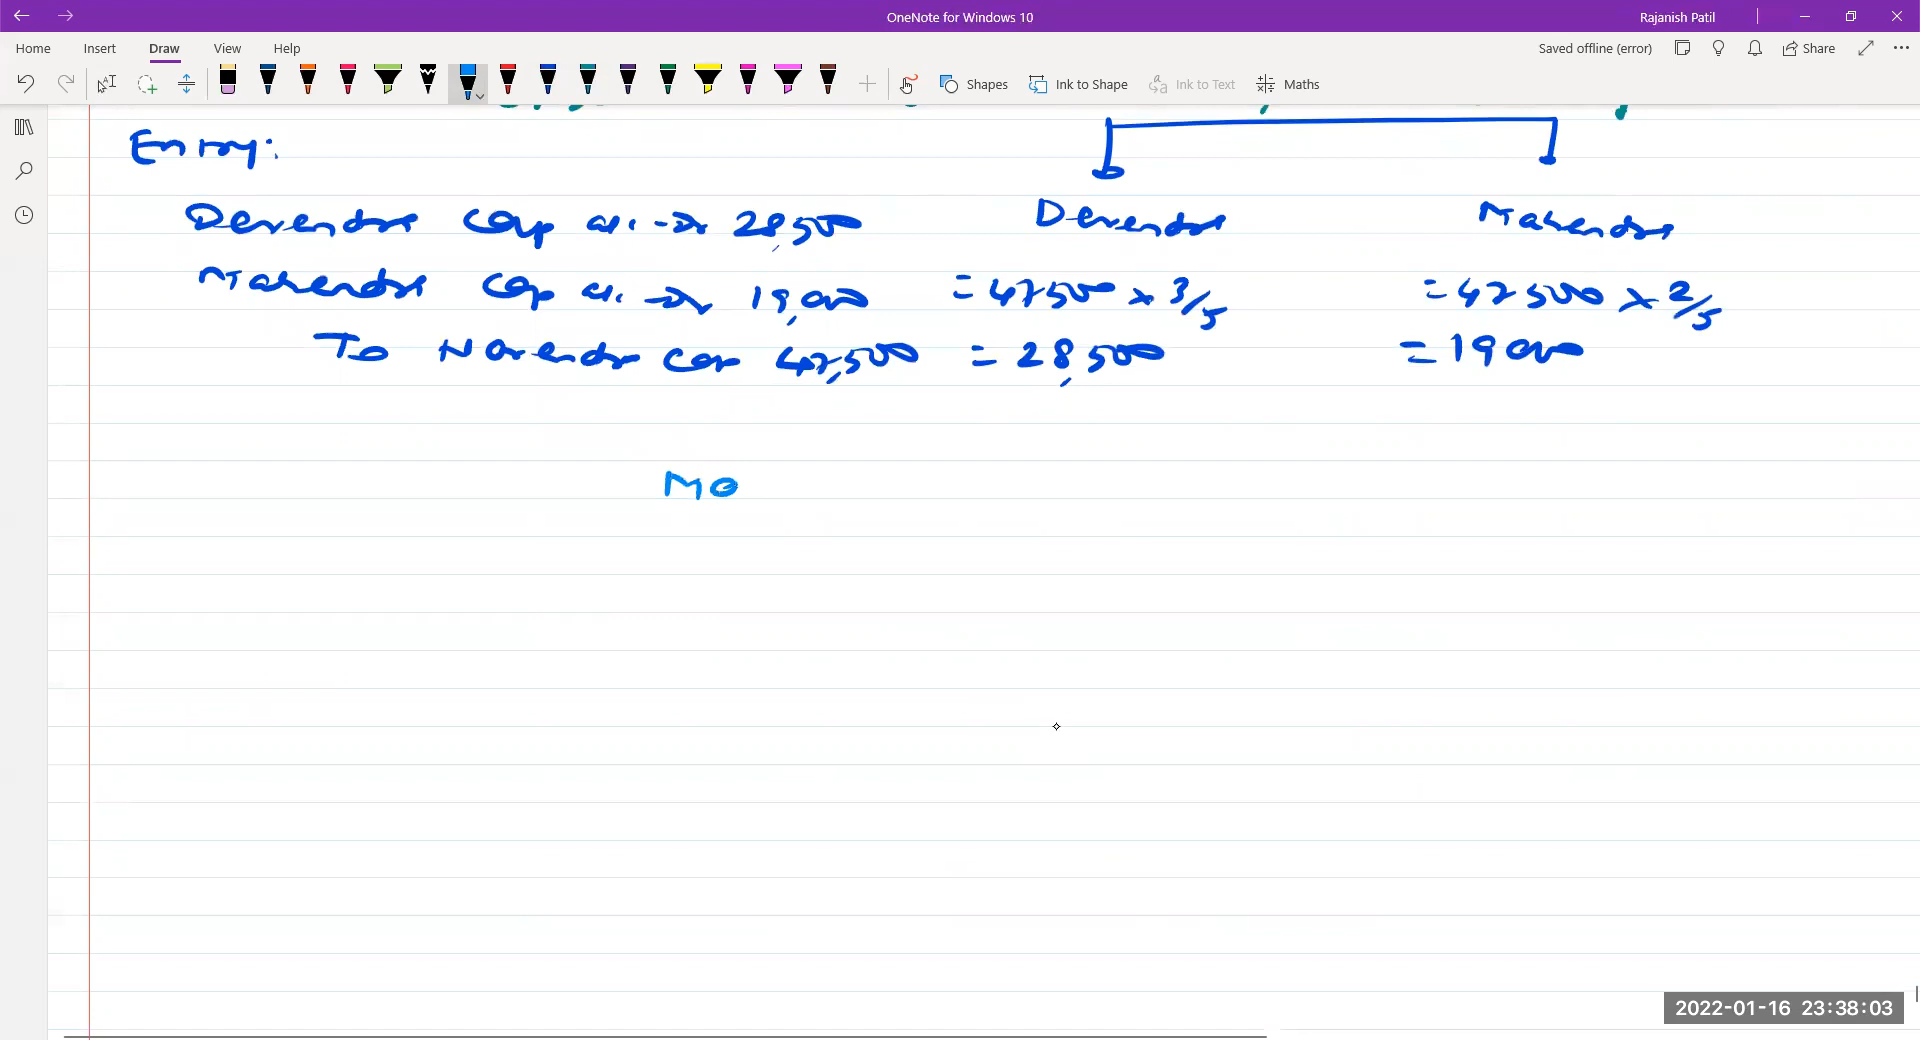 OneNote for Windows 10
Rajanish Patil
Home Insert Draw View Help
Saved offline (error) Share
Shapes Ink to Shape Ink to Text Maths
Entry:
Devendra Cap a/c Dr 28,500 Devendra Mahendra
Mahendra Cap a/c Dr 19,000 = 47500 x 3/5 = 47500 x 2/5
To Narendra Cap 47,500 = 28,500 = 19000
Me
2022-01-16 23:38:03